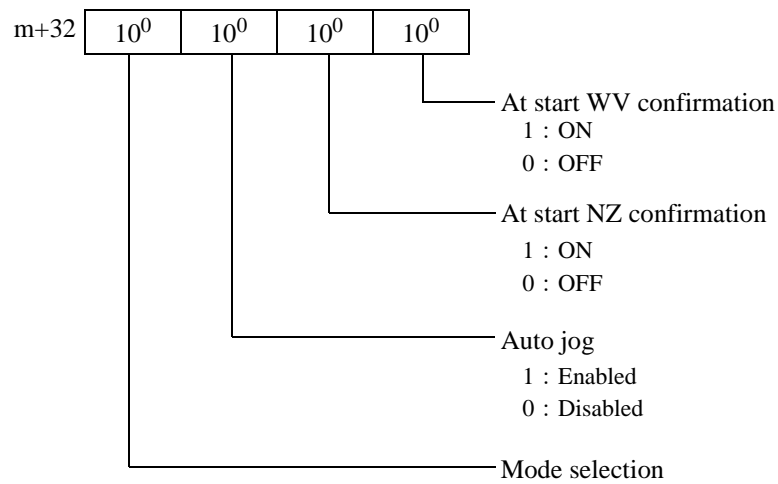 m+32 10⁰ 10⁰ 10⁰ 10⁰
At start WV confirmation
1 : ON
0 : OFF
At start NZ confirmation
1 : ON
0 : OFF
Auto jog
1 : Enabled
0 : Disabled
Mode selection